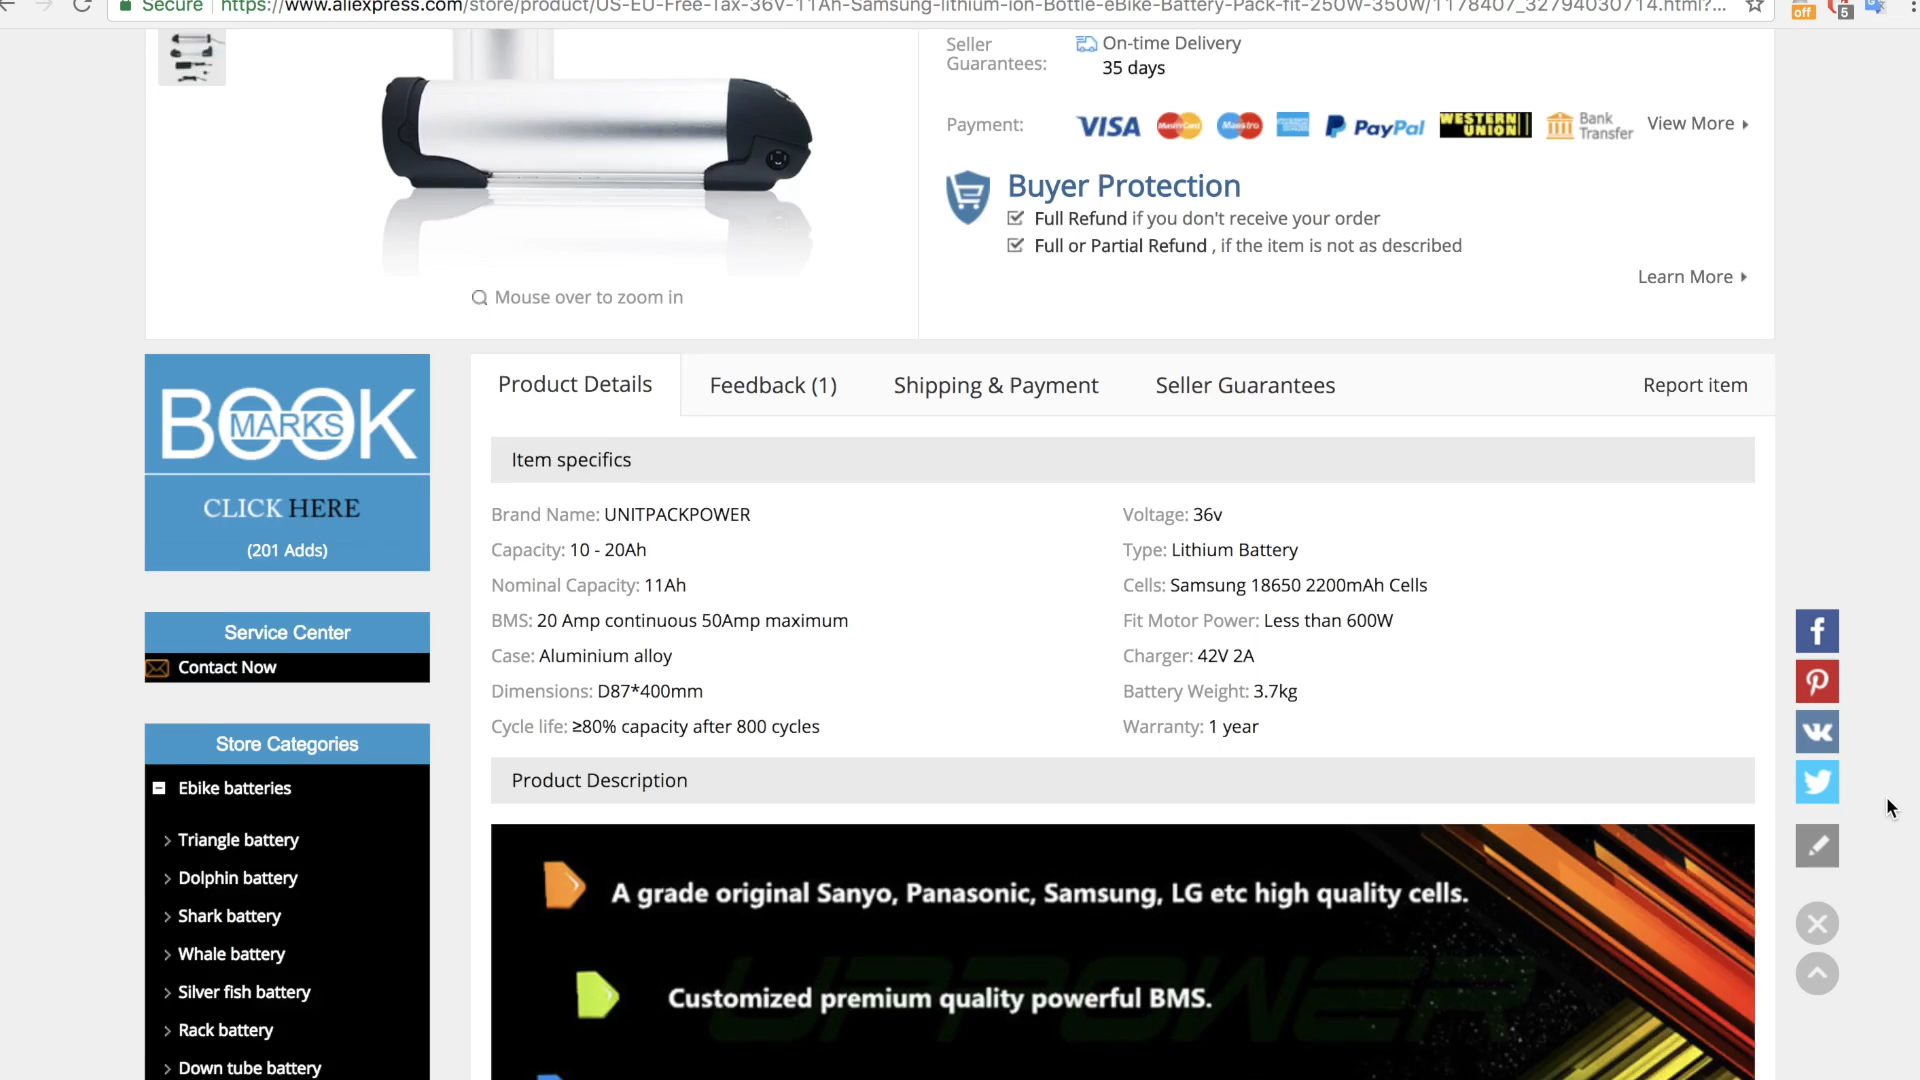 Secure https://www.aliexpress.com/store/product/US-EU-Free-Tax-36V-11Ah-Samsung-lithium-ion-Bottle-eBike-Battery-Pack-fit-250W-350W/1178407_32794030714.html?...
off 5
Seller
Guarantees:
On-time Delivery
35 days
Payment:
VISA MasterCard Maestro PayPal WESTERN UNION Bank Transfer View More
Buyer Protection
Full Refund if you don't receive your order
Full or Partial Refund , if the item is not as described
Learn More
Mouse over to zoom in
BOOK
MARKS
CLICK HERE
(201 Adds)
Service Center
Contact Now
Store Categories
Ebike batteries
Triangle battery
Dolphin battery
Shark battery
Whale battery
Silver fish battery
Rack battery
Down tube battery
Product Details Feedback (1) Shipping & Payment Seller Guarantees Report item
Item specifics
Brand Name: UNITPACKPOWER
Voltage: 36v
Capacity: 10 - 20Ah
Type: Lithium Battery
Nominal Capacity: 11Ah
Cells: Samsung 18650 2200mAh Cells
BMS: 20 Amp continuous 50Amp maximum
Fit Motor Power: Less than 600W
Case: Aluminium alloy
Charger: 42V 2A
Dimensions: D87*400mm
Battery Weight: 3.7kg
Cycle life: ≥80% capacity after 800 cycles
Warranty: 1 year
Product Description
A grade original Sanyo, Panasonic, Samsung, LG etc high quality cells.
Customized premium quality powerful BMS.
UPPOWER